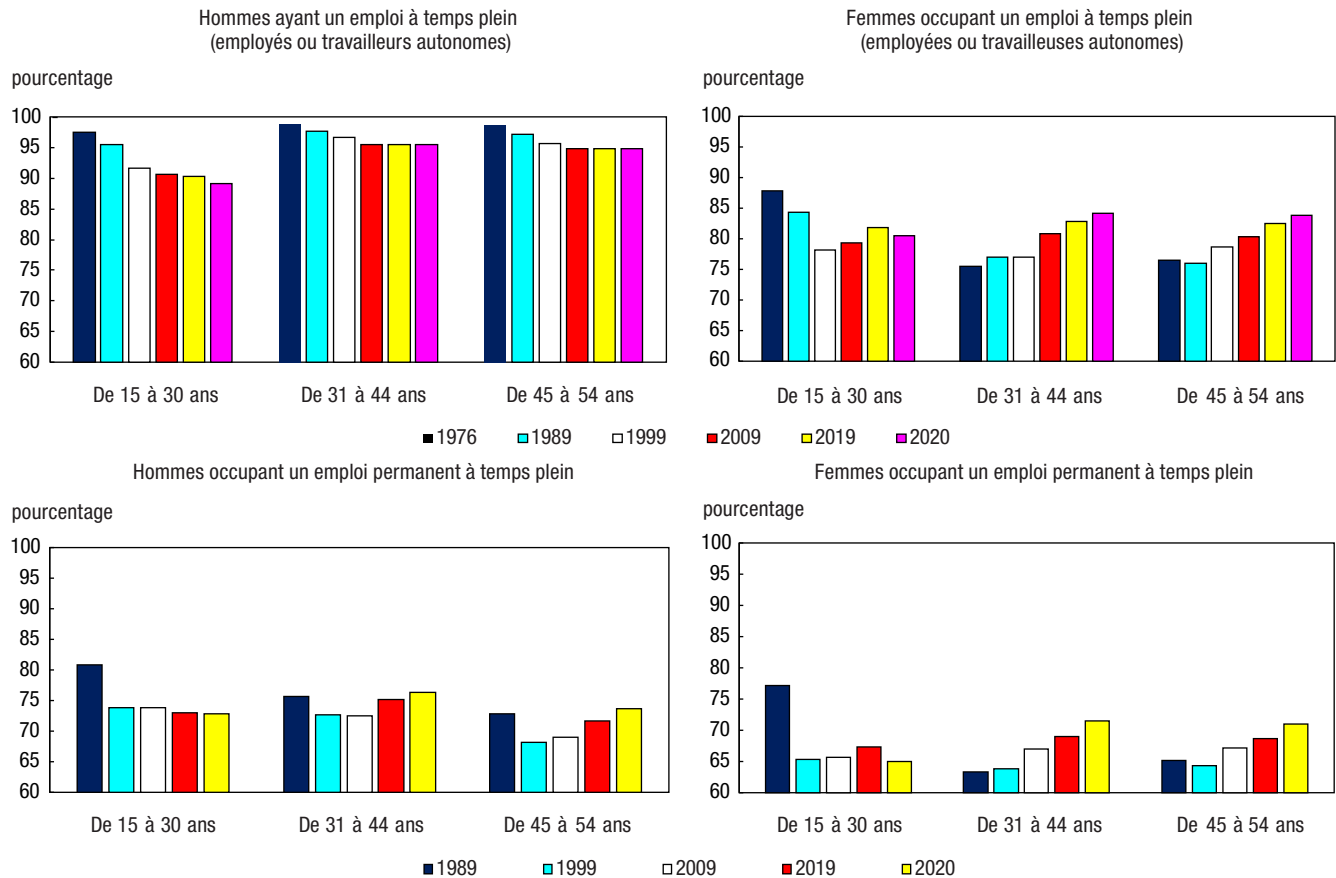 Hommes ayant un emploi à temps plein
(employés ou travailleurs autonomes)
pourcentage
100
95
90
85
80
75
70
65
60
De 15 à 30 ans
De 31 à 44 ans
De 45 à 54 ans
Femmes occupant un emploi à temps plein
(employées ou travailleuses autonomes)
pourcentage
100
95
90
85
80
75
70
65
60
De 15 à 30 ans
De 31 à 44 ans
De 45 à 54 ans
1976 1989 1999 2009 2019 2020
Hommes occupant un emploi permanent à temps plein
pourcentage
100
95
90
85
80
75
70
65
60
De 15 à 30 ans
De 31 à 44 ans
De 45 à 54 ans
Femmes occupant un emploi permanent à temps plein
pourcentage
100
95
90
85
80
75
70
65
60
De 15 à 30 ans
De 31 à 44 ans
De 45 à 54 ans
1989 1999 2009 2019 2020